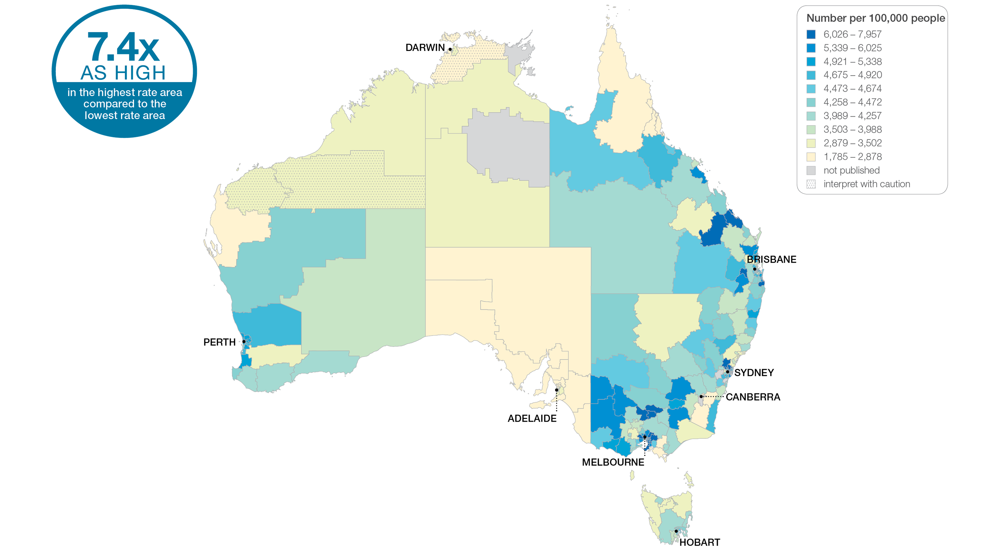 7.4x
AS HIGH
in the highest rate area
compared to the
lowest rate area
Number per 100,000 people
6,026 – 7,957
5,339 – 6,025
4,921 – 5,338
4,675 – 4,920
4,473 – 4,674
4,258 – 4,472
3,989 – 4,257
3,503 – 3,988
2,879 – 3,502
1,785 – 2,878
not published
interpret with caution
DARWIN
BRISBANE
PERTH
SYDNEY
CANBERRA
ADELAIDE
MELBOURNE
HOBART